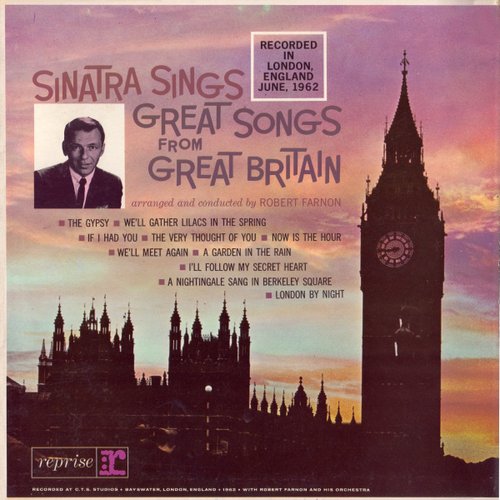 RECORDED
IN
LONDON,
ENGLAND
JUNE, 1962
SINATRA SINGS
GREAT SONGS
FROM
GREAT BRITAIN
arranged and conducted by ROBERT FARNON
■ THE GYPSY ■ WE'LL GATHER LILACS IN THE SPRING
■ IF I HAD YOU ■ THE VERY THOUGHT OF YOU ■ NOW IS THE HOUR
■ WE'LL MEET AGAIN ■ A GARDEN IN THE RAIN
■ I'LL FOLLOW MY SECRET HEART
■ A NIGHTINGALE SANG IN BERKELEY SQUARE
■ LONDON BY NIGHT
reprise r
RECORDED AT C.T.S. STUDIOS • BAYSWATER, LONDON, ENGLAND • 1962 • WITH ROBERT FARNON AND HIS ORCHESTRA